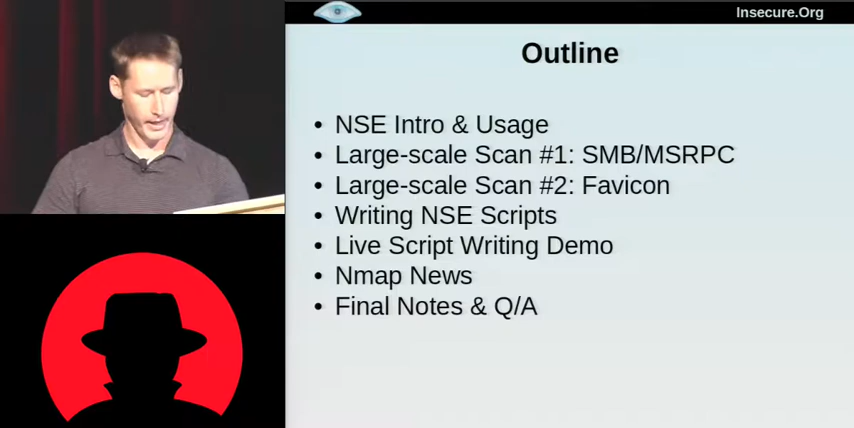 Insecure.Org
Outline
• NSE Intro & Usage
• Large-scale Scan #1: SMB/MSRPC
• Large-scale Scan #2: Favicon
• Writing NSE Scripts
• Live Script Writing Demo
• Nmap News
• Final Notes & Q/A